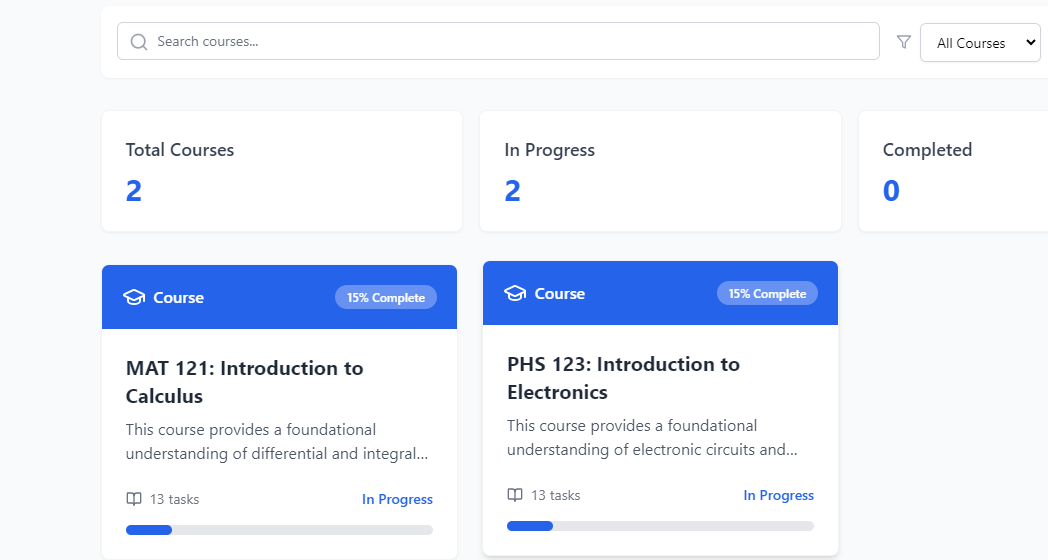 Search courses...
All Courses
Total Courses
2
In Progress
2
Completed
0
Course
15% Complete
MAT 121: Introduction to
Calculus
This course provides a foundational
understanding of differential and integral...
13 tasks
In Progress
Course
15% Complete
PHS 123: Introduction to
Electronics
This course provides a foundational
understanding of electronic circuits and...
13 tasks
In Progress